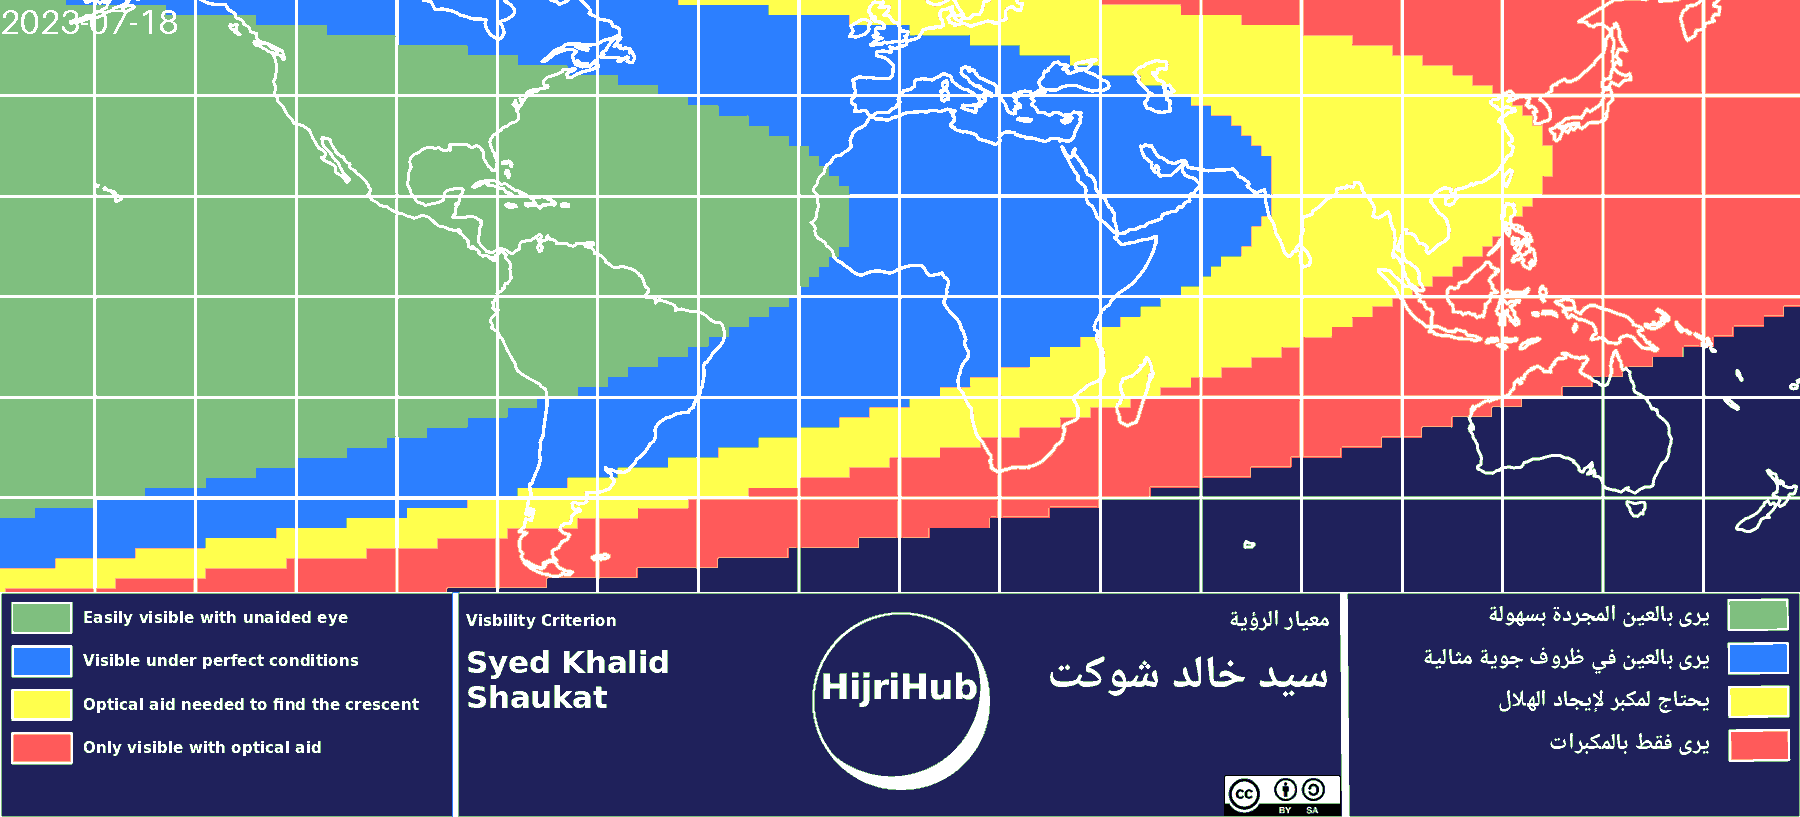 2023-07-18
Easily visible with unaided eye
Visible under perfect conditions
Optical aid needed to find the crescent
Only visible with optical aid
Visbility Criterion
Syed Khalid
Shaukat
HijriHub
معيار الرؤية
سيد خالد شوكت
cc
BY SA
يرى بالعين المجردة بسهولة
يرى بالعين في ظروف جوية مثالية
يحتاج لمكبر لإيجاد الهلال
يرى فقط بالمكبرات